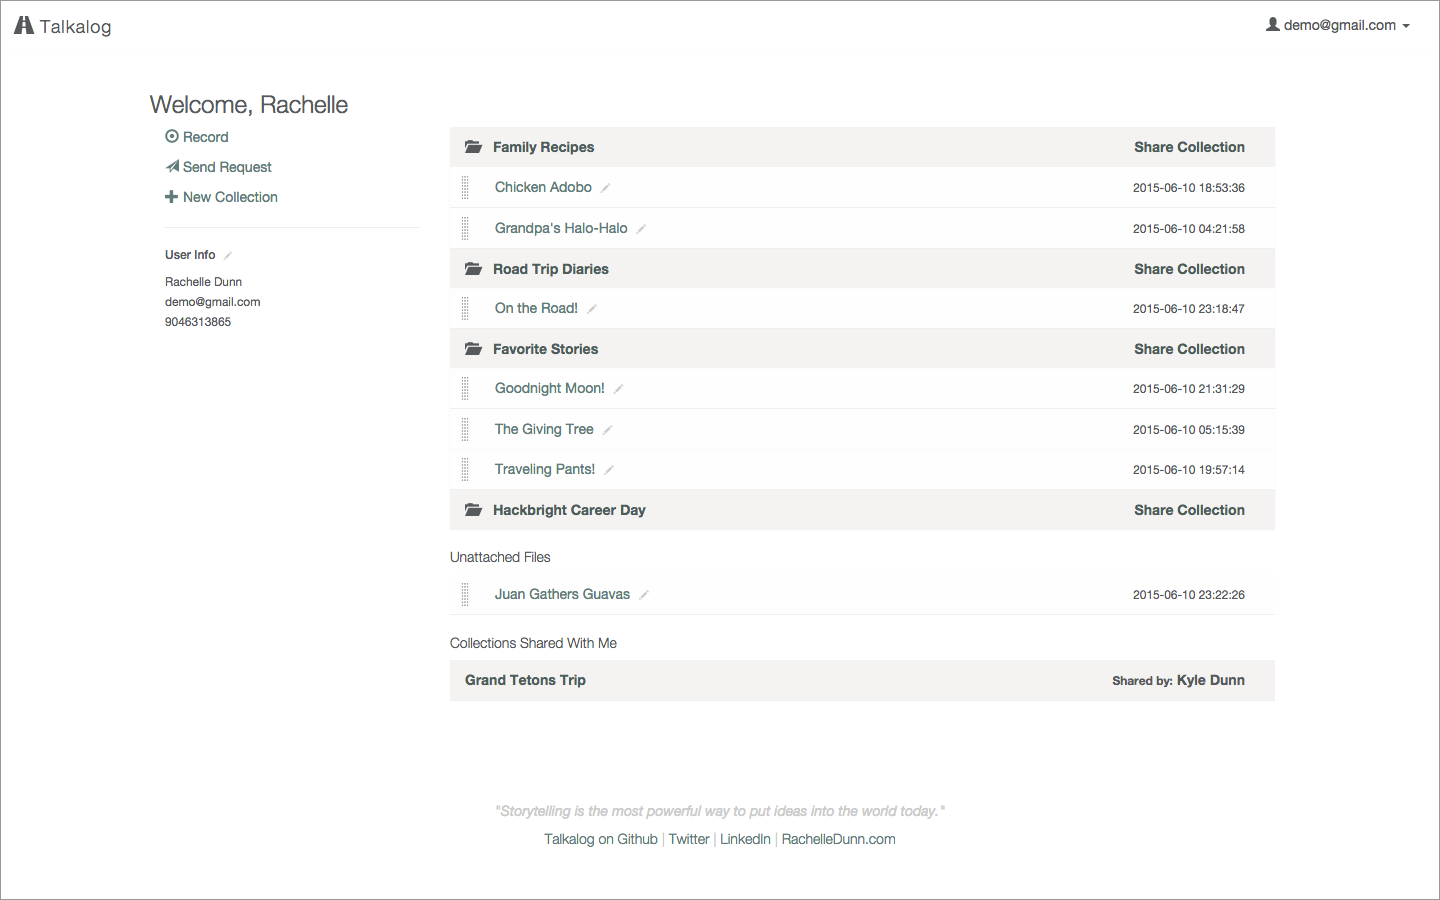 Talkalog
demo@gmail.com
Welcome, Rachelle
Record
Send Request
New Collection
User Info
Rachelle Dunn
demo@gmail.com
9046313865
Family Recipes Share Collection
Chicken Adobo 2015-06-10 18:53:36
Grandpa's Halo-Halo 2015-06-10 04:21:58
Road Trip Diaries Share Collection
On the Road! 2015-06-10 23:18:47
Favorite Stories Share Collection
Goodnight Moon! 2015-06-10 21:31:29
The Giving Tree 2015-06-10 05:15:39
Traveling Pants! 2015-06-10 19:57:14
Hackbright Career Day Share Collection
Unattached Files
Juan Gathers Guavas 2015-06-10 23:22:26
Collections Shared With Me
Grand Tetons Trip Shared by: Kyle Dunn
"Storytelling is the most powerful way to put ideas into the world today."
Talkalog on Github | Twitter | LinkedIn | RachelleDunn.com